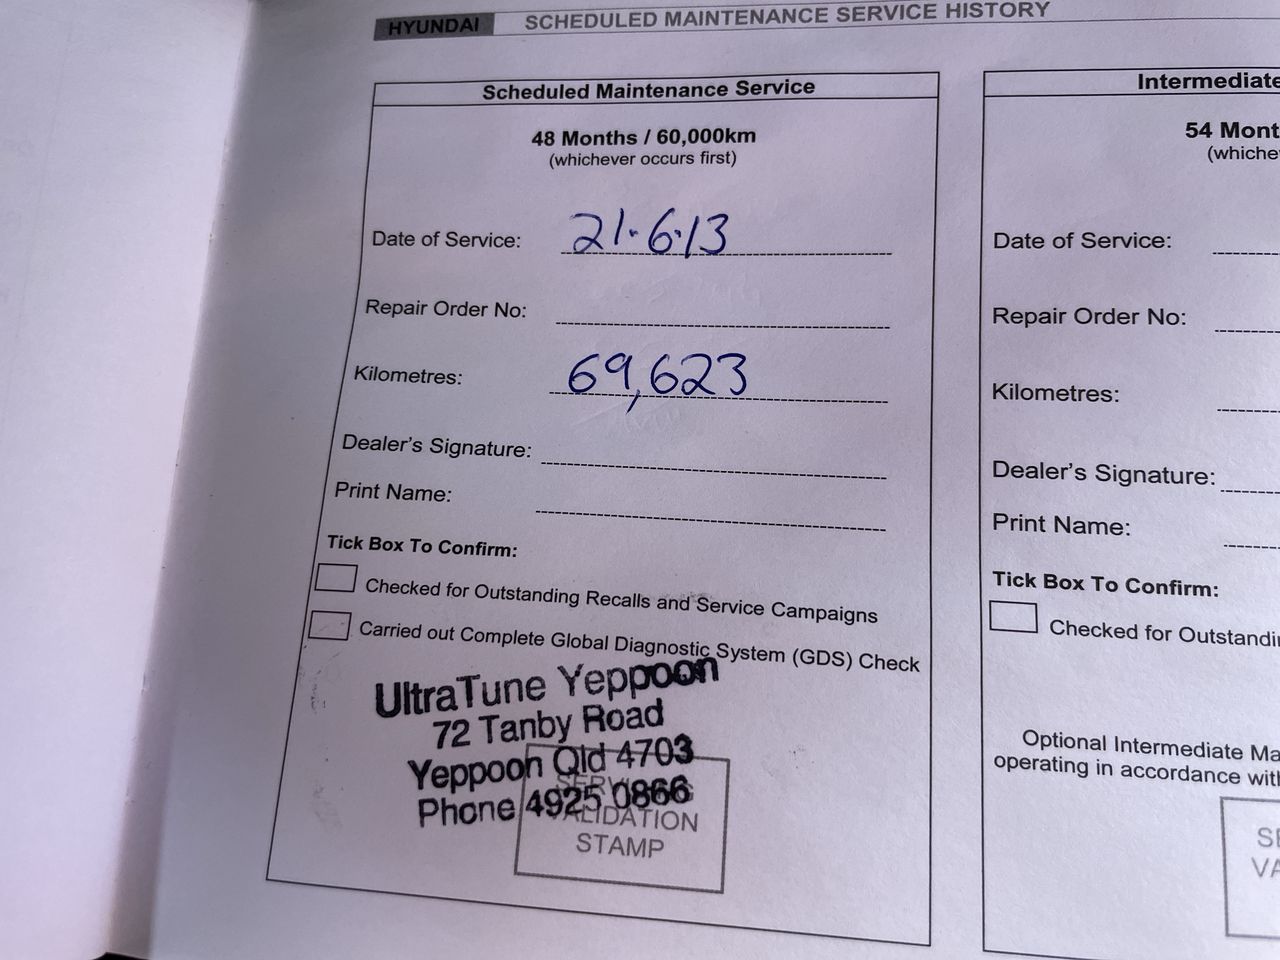 HYUNDAI SCHEDULED MAINTENANCE SERVICE HISTORY
Scheduled Maintenance Service
48 Months / 60,000km
(whichever occurs first)
Date of Service: 21.6.13
Repair Order No:
Kilometres: 69,623
Dealer's Signature:
Print Name:
Tick Box To Confirm:
Checked for Outstanding Recalls and Service Campaigns
Carried out Complete Global Diagnostic System (GDS) Check
UltraTune Yeppoon
72 Tanby Road
Yeppoon Qld 4703
Phone 4925 0866
VALIDATION
STAMP
Intermediate
54 Mont
(whiche
Date of Service:
Repair Order No:
Kilometres:
Dealer's Signature:
Print Name:
Tick Box To Confirm:
Checked for Outstandi
Optional Intermediate Ma
operating in accordance wit
SE
VA